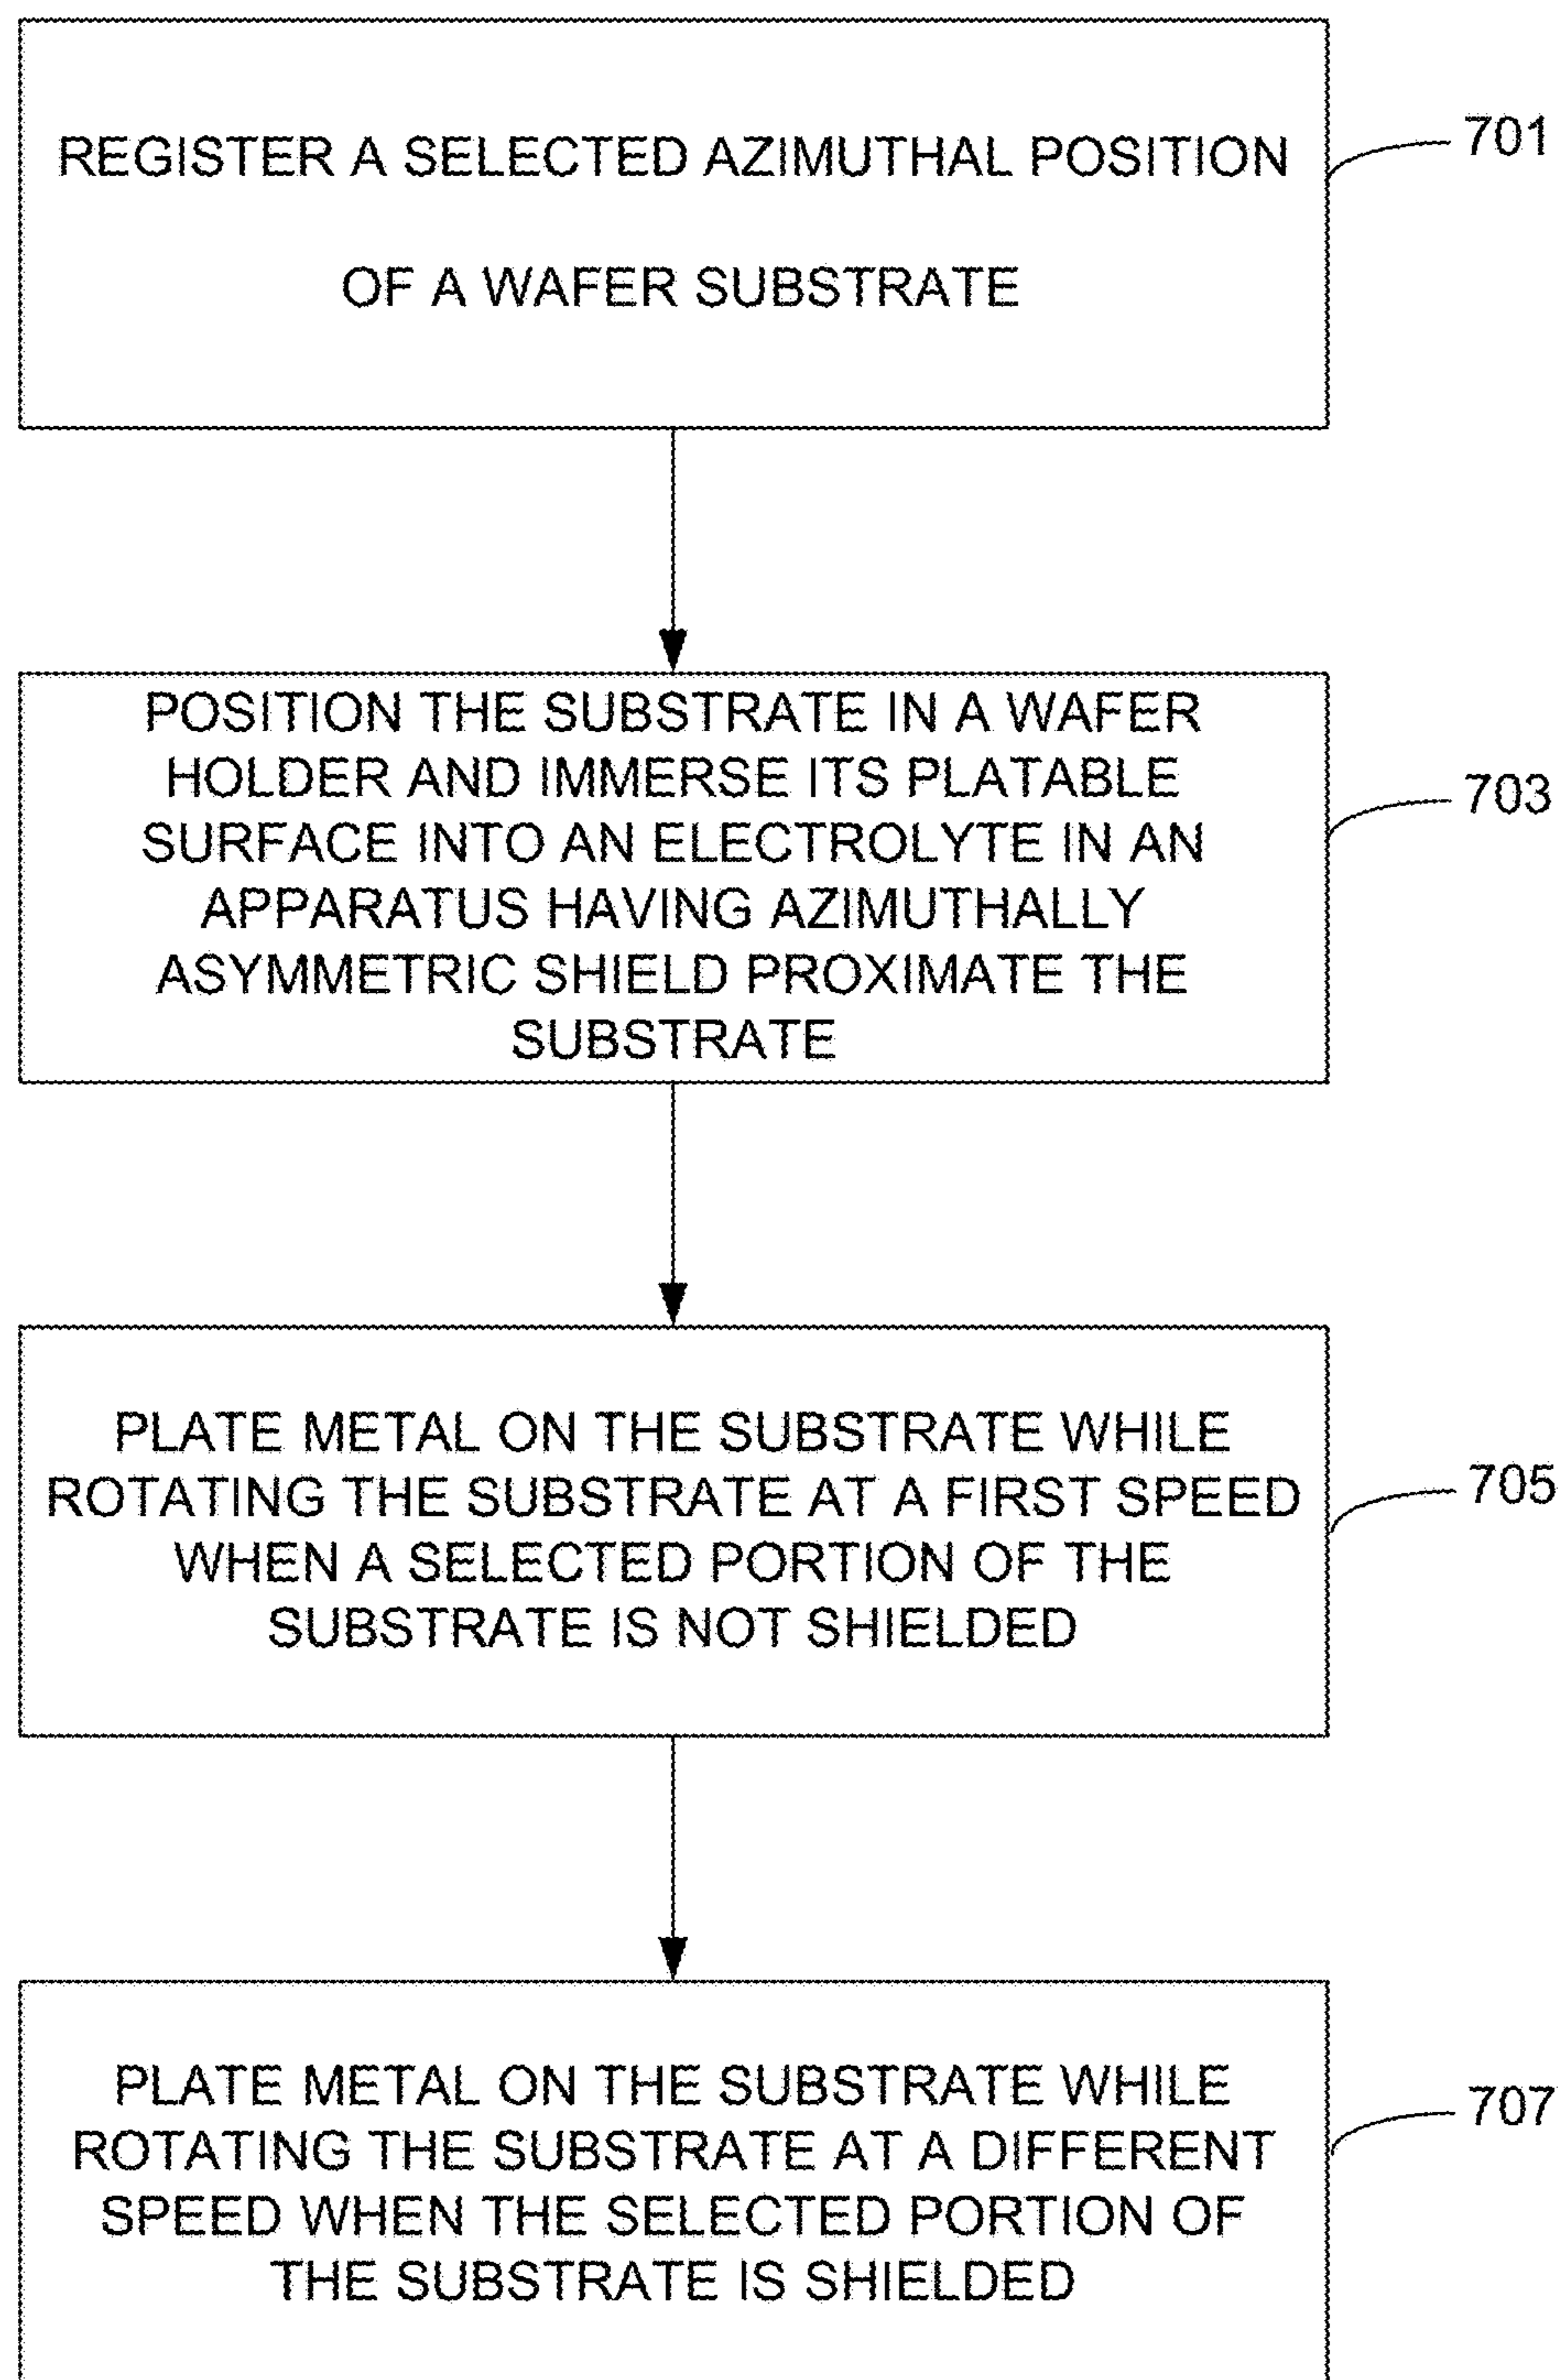 REGISTER A SELECTED AZIMUTHAL POSITION
OF A WAFER SUBSTRATE
701
POSITION THE SUBSTRATE IN A WAFER
HOLDER AND IMMERSE ITS PLATABLE
SURFACE INTO AN ELECTROLYTE IN AN
APPARATUS HAVING AZIMUTHALLY
ASYMMETRIC SHIELD PROXIMATE THE
SUBSTRATE
703
PLATE METAL ON THE SUBSTRATE WHILE
ROTATING THE SUBSTRATE AT A FIRST SPEED
WHEN A SELECTED PORTION OF THE
SUBSTRATE IS NOT SHIELDED
705
PLATE METAL ON THE SUBSTRATE WHILE
ROTATING THE SUBSTRATE AT A DIFFERENT
SPEED WHEN THE SELECTED PORTION OF
THE SUBSTRATE IS SHIELDED
707